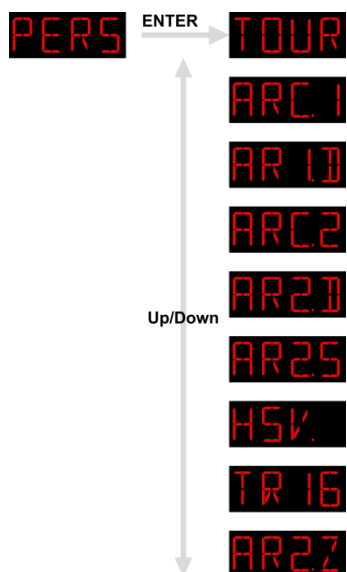 PERS ENTER TOUR
ARC.1
AR1.D
ARC.2
AR2.D
Up/Down
AR2.S
HSV.
TR16
AR2.Z